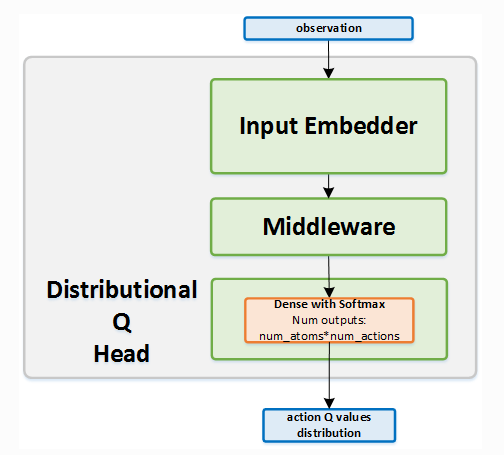 observation
Input Embedder
Middleware
Distributional
Q
Head
Dense with Softmax
Num outputs:
num_atoms*num_actions
action Q values
distribution